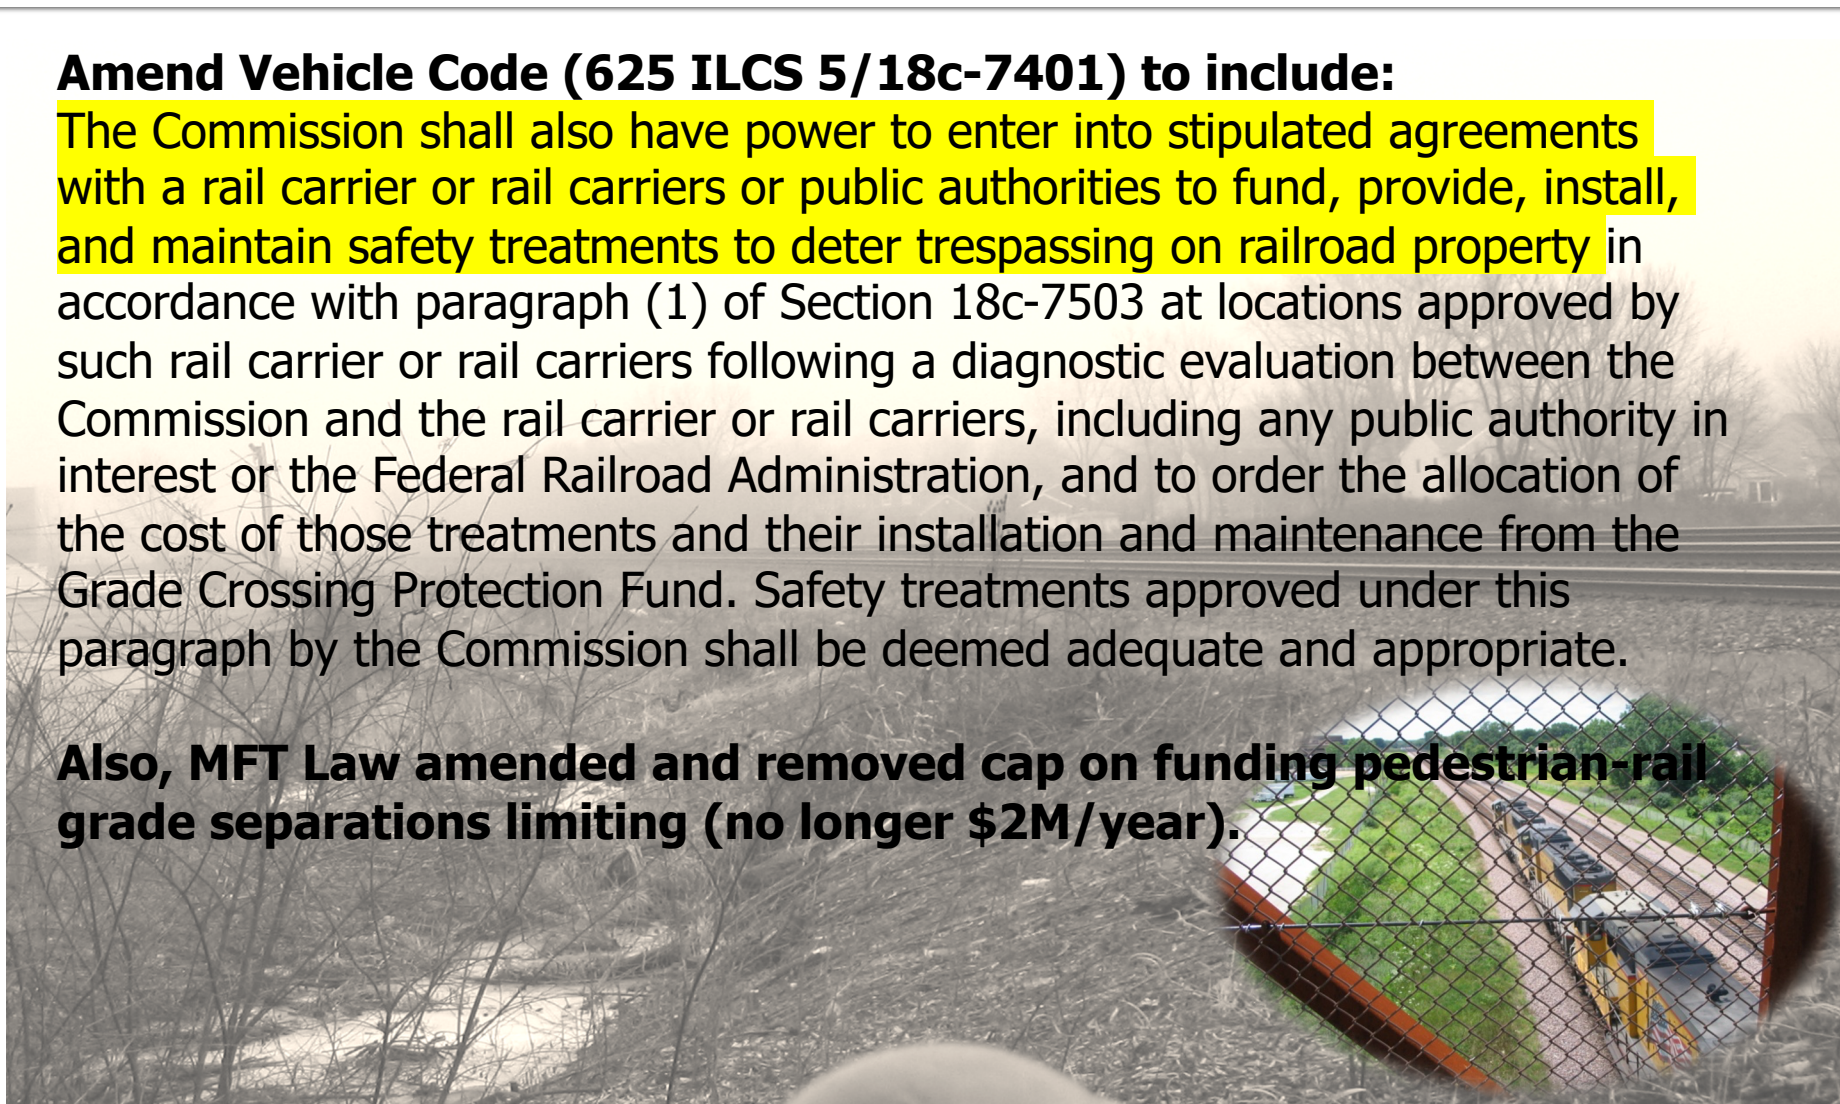 Amend Vehicle Code (625 ILCS 5/18c-7401) to include:
The Commission shall also have power to enter into stipulated agreements
with a rail carrier or rail carriers or public authorities to fund, provide, install,
and maintain safety treatments to deter trespassing on railroad property in
accordance with paragraph (1) of Section 18c-7503 at locations approved by
such rail carrier or rail carriers following a diagnostic evaluation between the
Commission and the rail carrier or rail carriers, including any public authority in
interest or the Federal Railroad Administration, and to order the allocation of
the cost of those treatments and their installation and maintenance from the
Grade Crossing Protection Fund. Safety treatments approved under this
paragraph by the Commission shall be deemed adequate and appropriate.
Also, MFT Law amended and removed cap on funding pedestrian-rail
grade separations limiting (no longer $2M/year).